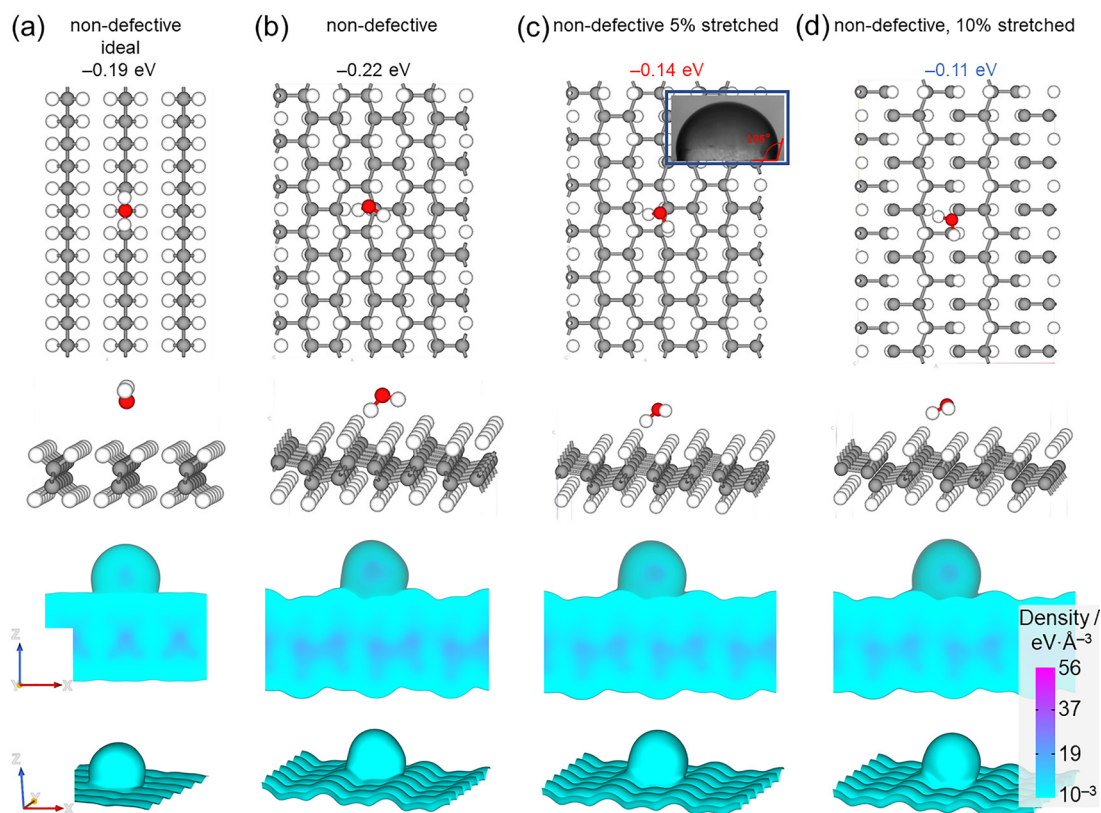 (a) non-defective
ideal
−0.19 eV
(b) non-defective
−0.22 eV
(c) non-defective 5% stretched
−0.14 eV
(d) non-defective, 10% stretched
−0.11 eV
Z
Y
X
Density /
eV·Å⁻³
56
37
19
10⁻³
Z
Y
X